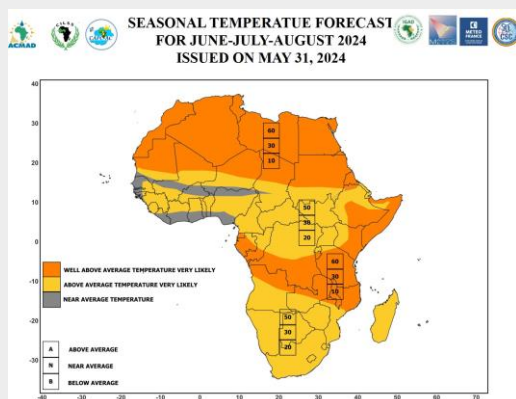 SEASONAL TEMPERATUE FORECAST
FOR JUNE-JULY-AUGUST 2024
ISSUED ON MAY 31, 2024
ACMAD
CILSS
METEO
FRANCE
40
30
20
10
0
-10
-20
-30
60
30
10
50
30
20
60
30
10
50
30
20
WELL ABOVE AVERAGE TEMPERATURE VERY LIKELY
ABOVE AVERAGE TEMPERATURE VERY LIKELY
NEAR AVERAGE TEMPERATURE
A ABOVE AVERAGE
N NEAR AVERAGE
B BELOW AVERAGE
-40 -20 -10 0 10 20 30 40 50 70